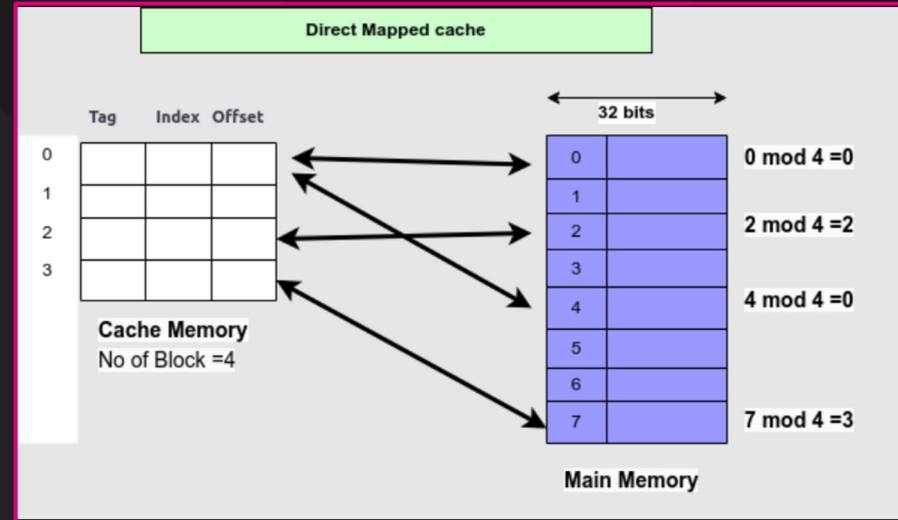 Direct Mapped cache
Tag Index Offset
0
1
2
3
Cache Memory
No of Block =4
32 bits
0
1
2
3
4
5
6
7
0 mod 4 =0
2 mod 4 =2
4 mod 4 =0
7 mod 4 =3
Main Memory